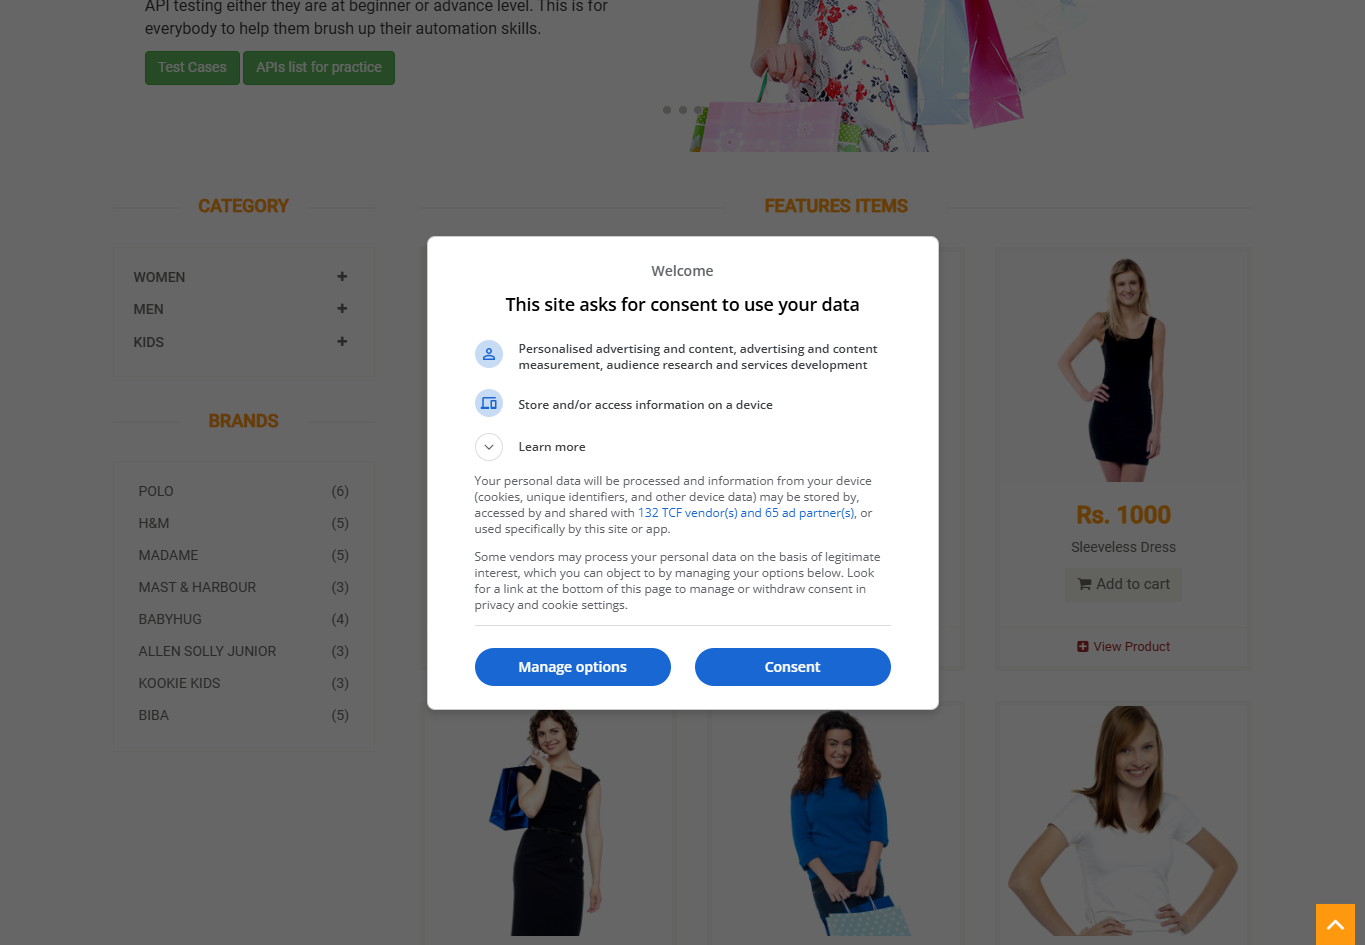 API testing either they are at beginner or advance level. This is for
everybody to help them brush up their automation skills.
Test Cases
APIs list for practice
CATEGORY
FEATURES ITEMS
WOMEN
MEN
KIDS
BRANDS
POLO (6)
H&M (5)
MADAME (5)
MAST & HARBOUR (3)
BABYHUG (4)
ALLEN SOLLY JUNIOR (3)
KOOKIE KIDS (3)
BIBA (5)
Welcome
This site asks for consent to use your data
Personalised advertising and content, advertising and content
measurement, audience research and services development
Store and/or access information on a device
Learn more
Your personal data will be processed and information from your device
(cookies, unique identifiers, and other device data) may be stored by,
accessed by and shared with 132 TCF vendor(s) and 65 ad partner(s), or
used specifically by this site or app.
Some vendors may process your personal data on the basis of legitimate
interest, which you can object to by managing your options below. Look
for a link at the bottom of this page to manage or withdraw consent in
privacy and cookie settings.
Manage options
Consent
Rs. 1000
Sleeveless Dress
Add to cart
View Product